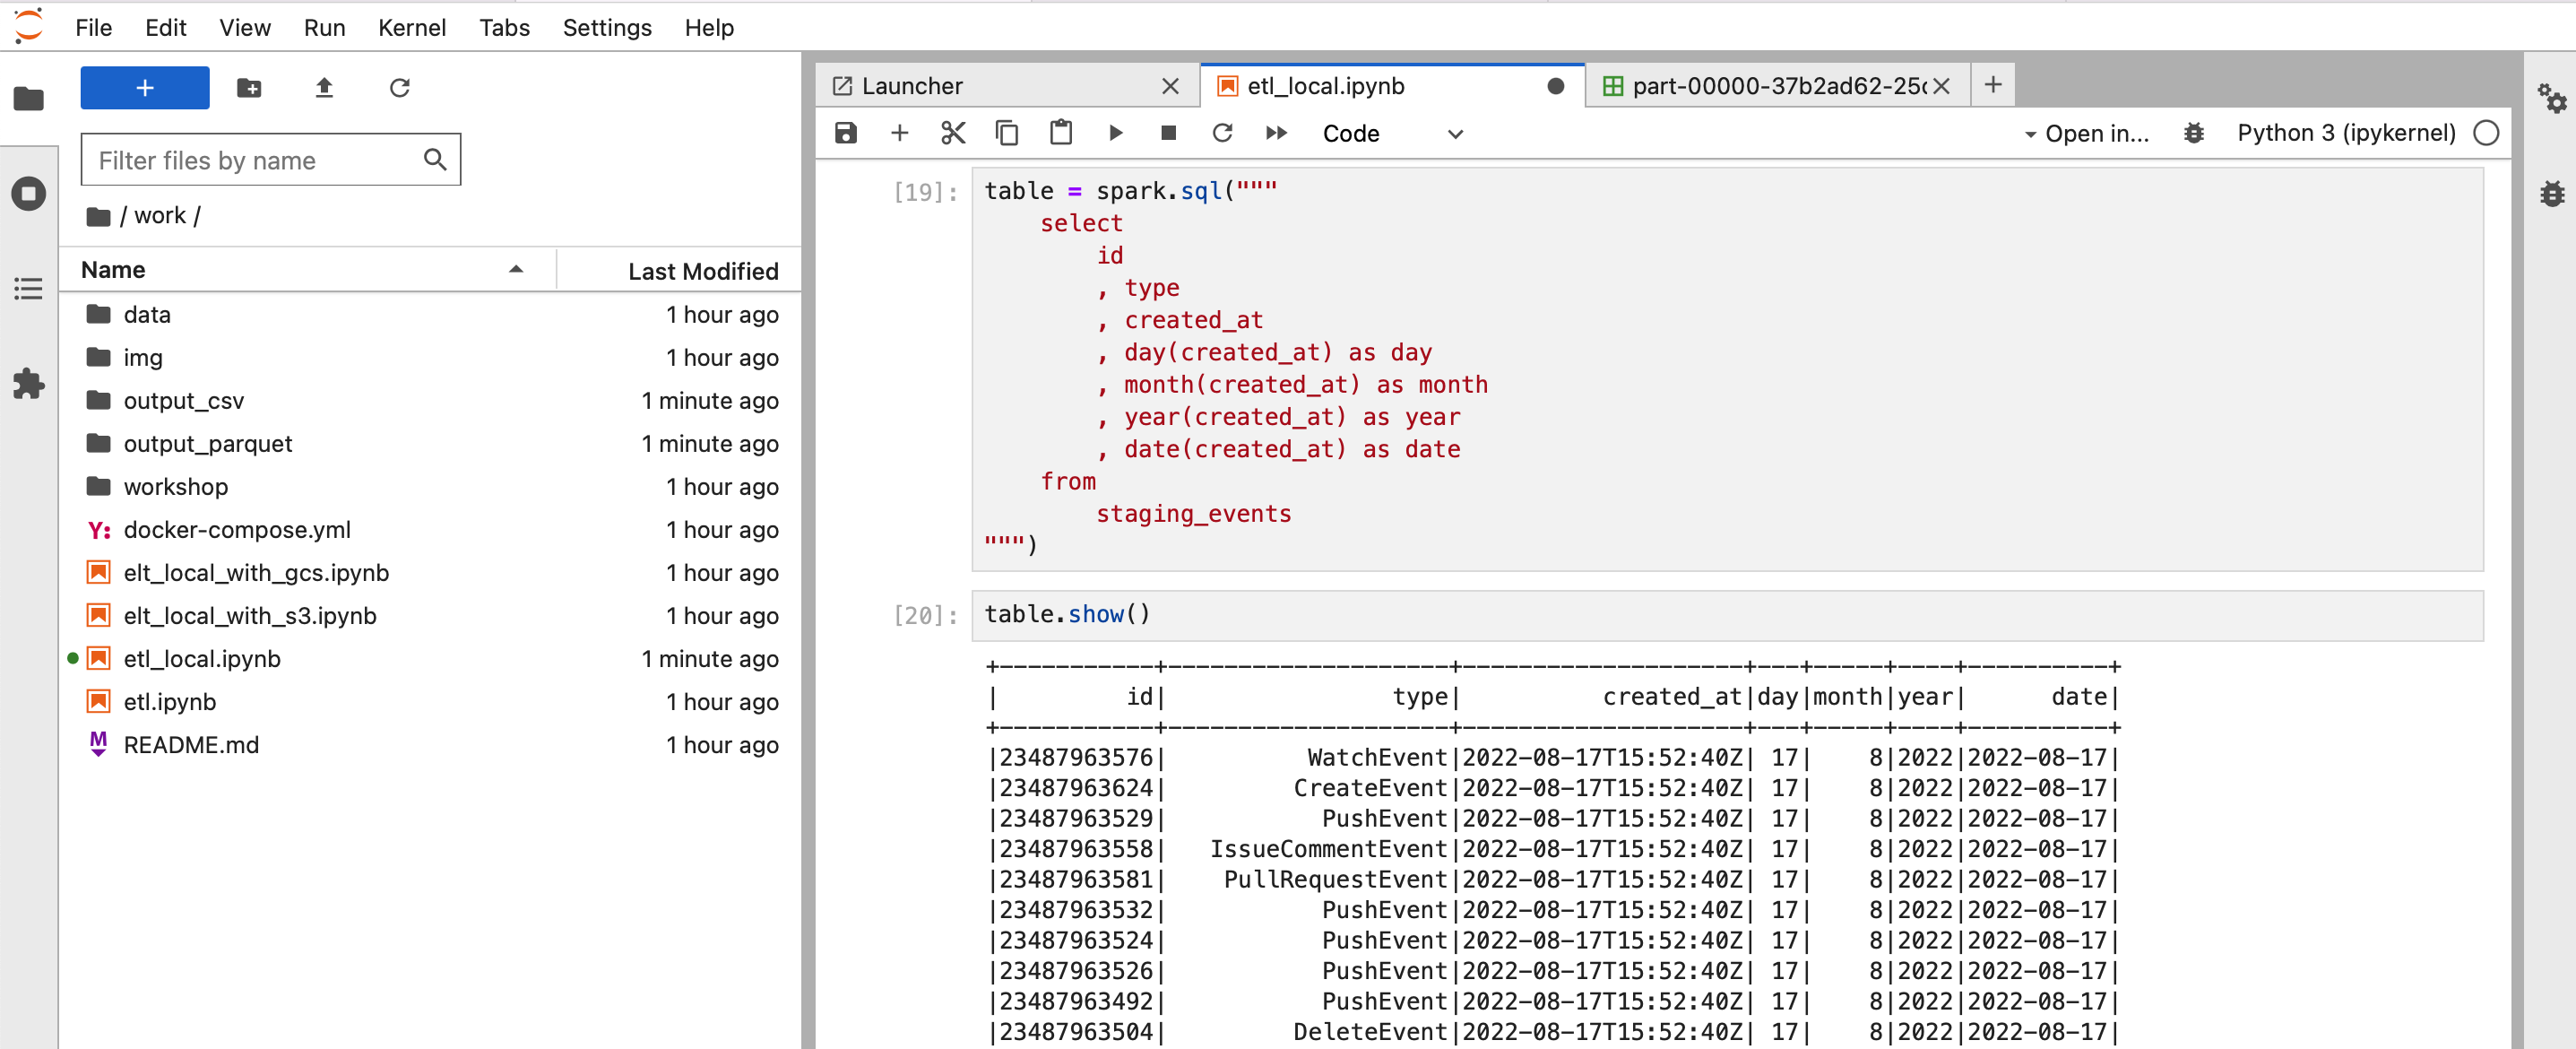 File Edit View Run Kernel Tabs Settings Help
+
Filter files by name
/ work /
Name Last Modified
data 1 hour ago
img 1 hour ago
output_csv 1 minute ago
output_parquet 1 minute ago
workshop 1 hour ago
Y: docker-compose.yml 1 hour ago
elt_local_with_gcs.ipynb 1 hour ago
elt_local_with_s3.ipynb 1 hour ago
etl_local.ipynb 1 minute ago
etl.ipynb 1 hour ago
M README.md 1 hour ago
Launcher etl_local.ipynb part-00000-37b2ad62-25c
Code Open in... Python 3 (ipykernel)
[19]: table = spark.sql("""
    select
        id
        , type
        , created_at
        , day(created_at) as day
        , month(created_at) as month
        , year(created_at) as year
        , date(created_at) as date
    from
        staging_events
""")
[20]: table.show()
+-----------+--------------------+--------------------+---+-----+----+----------+
|         id|                type|          created_at|day|month|year|      date|
+-----------+--------------------+--------------------+---+-----+----+----------+
|23487963576|          WatchEvent|2022-08-17T15:52:40Z| 17|    8|2022|2022-08-17|
|23487963624|         CreateEvent|2022-08-17T15:52:40Z| 17|    8|2022|2022-08-17|
|23487963529|           PushEvent|2022-08-17T15:52:40Z| 17|    8|2022|2022-08-17|
|23487963558|   IssueCommentEvent|2022-08-17T15:52:40Z| 17|    8|2022|2022-08-17|
|23487963581|    PullRequestEvent|2022-08-17T15:52:40Z| 17|    8|2022|2022-08-17|
|23487963532|           PushEvent|2022-08-17T15:52:40Z| 17|    8|2022|2022-08-17|
|23487963524|           PushEvent|2022-08-17T15:52:40Z| 17|    8|2022|2022-08-17|
|23487963526|           PushEvent|2022-08-17T15:52:40Z| 17|    8|2022|2022-08-17|
|23487963492|           PushEvent|2022-08-17T15:52:40Z| 17|    8|2022|2022-08-17|
|23487963504|         DeleteEvent|2022-08-17T15:52:40Z| 17|    8|2022|2022-08-17|